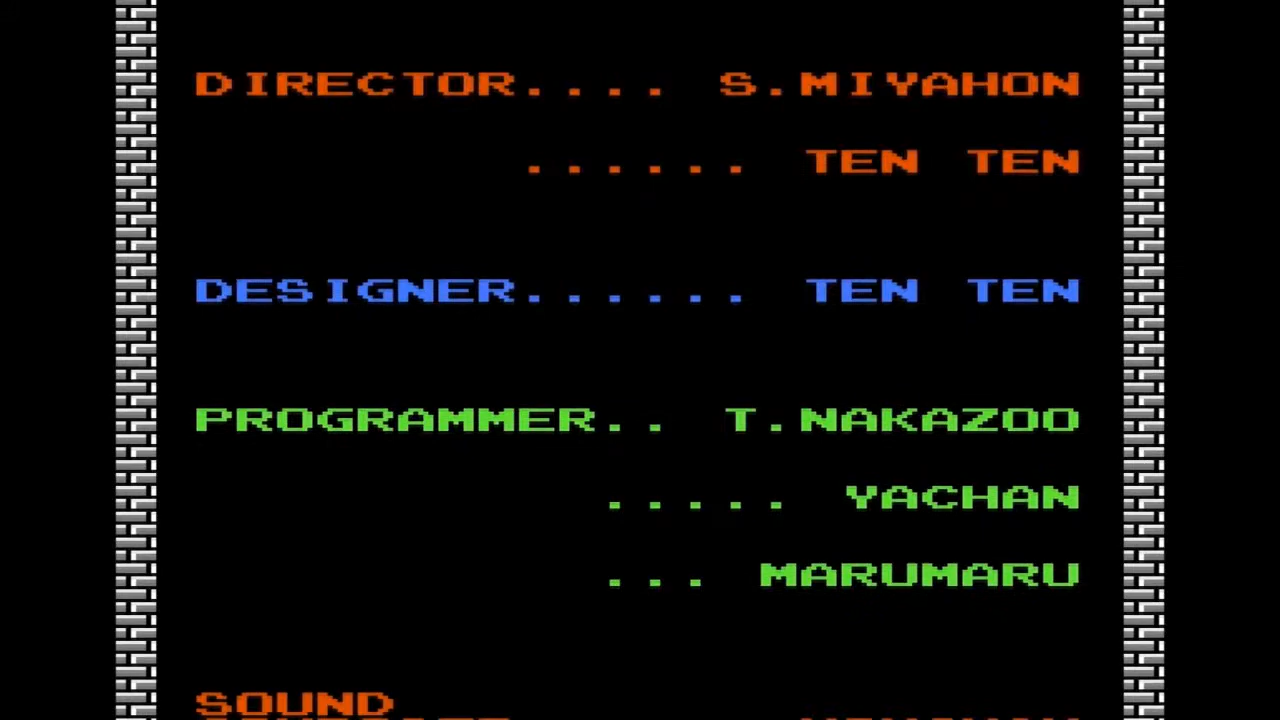 DIRECTOR.... S.MIYAHON
...... TEN TEN
DESIGNER...... TEN TEN
PROGRAMMER.. T.NAKAZOO
..... YACHAN
... MARUMARU
SOUND